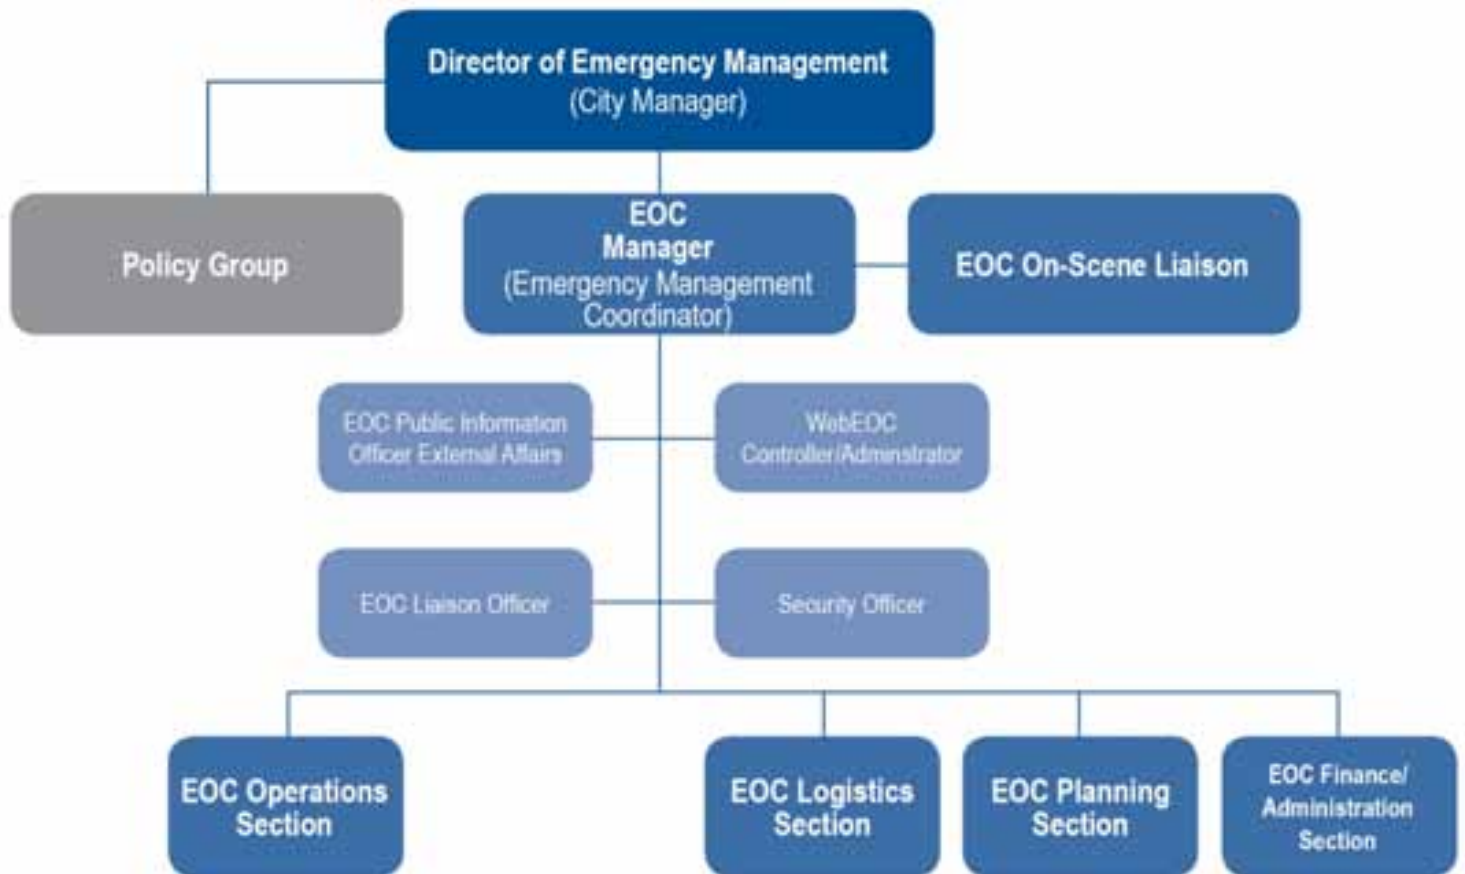 Director of Emergency Management
(City Manager)
Policy Group
EOC
Manager
(Emergency Management
Coordinator)
EOC On-Scene Liaison
EOC Public Information
Officer External Affairs
WebEOC
Controller/Adminstrator
EOC Liaison Officer
Security Officer
EOC Operations
Section
EOC Logistics
Section
EOC Planning
Section
EOC Finance/
Administration
Section